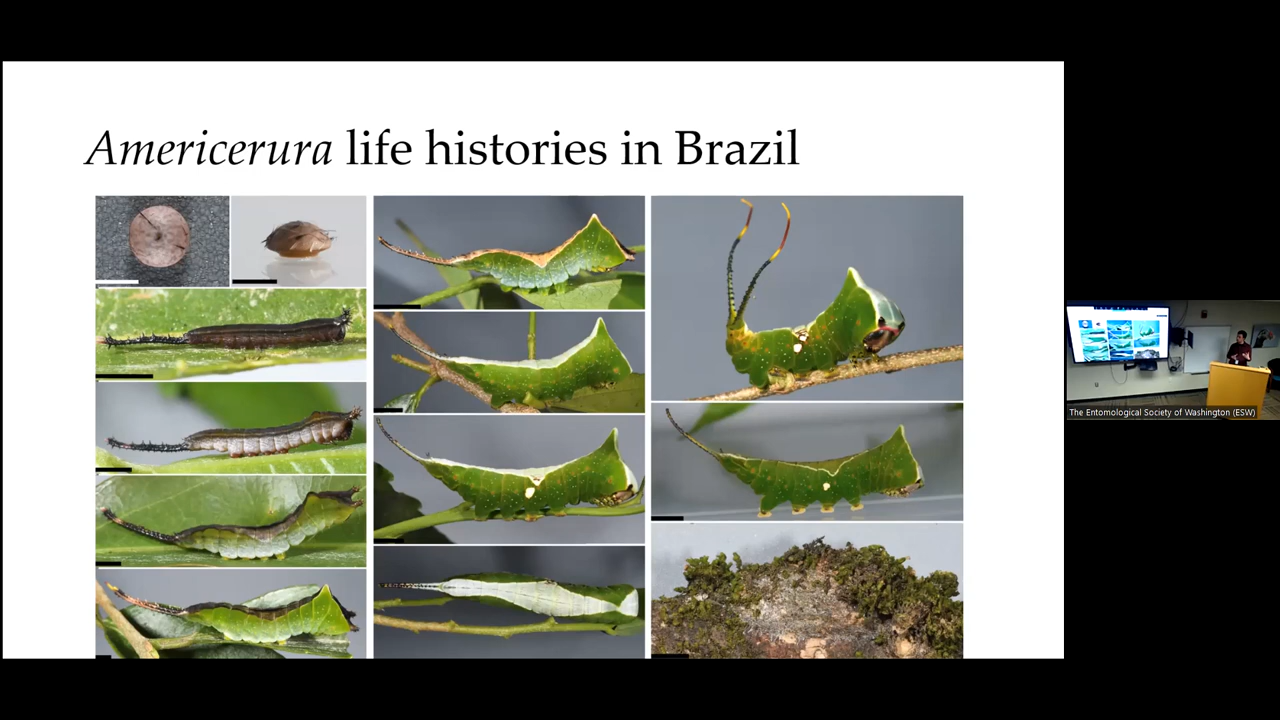 Americerura life histories in Brazil
The Entomological Society of Washington (ESW)